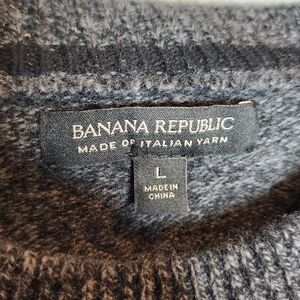 BANANA REPUBLIC
MADE OF ITALIAN YARN
L
MADE IN
CHINA